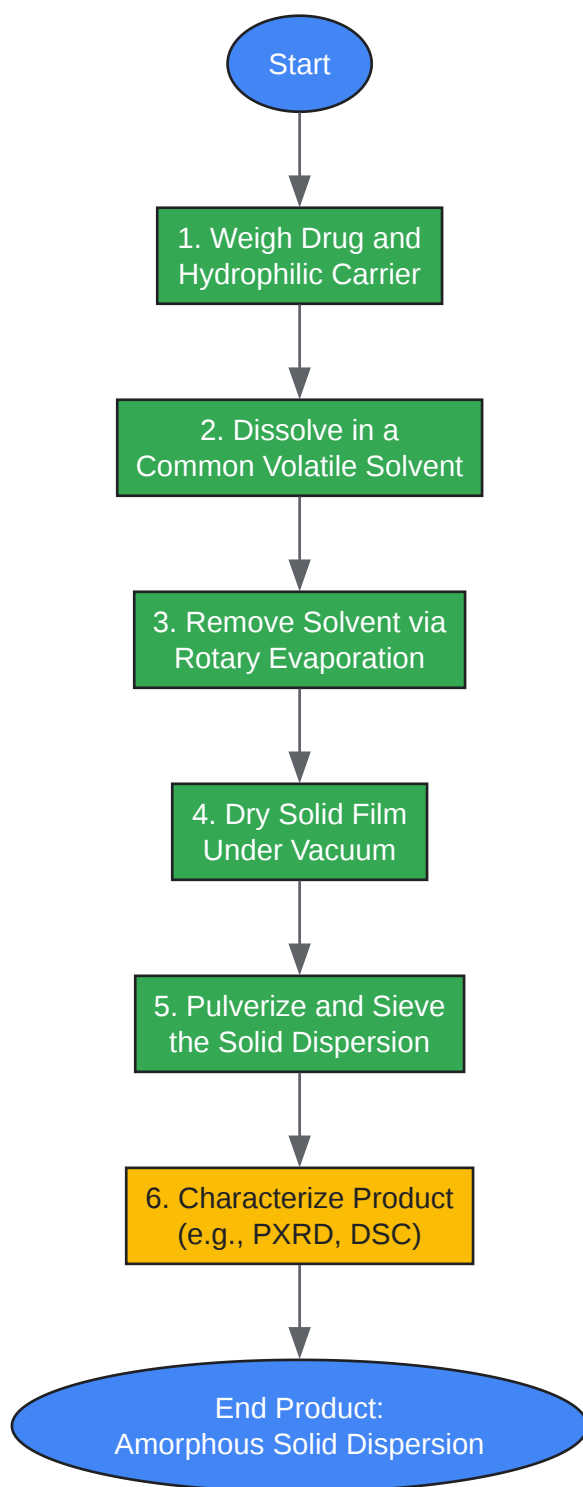 Start
1. Weigh Drug and
Hydrophilic Carrier
2. Dissolve in a
Common Volatile Solvent
3. Remove Solvent via
Rotary Evaporation
4. Dry Solid Film
Under Vacuum
5. Pulverize and Sieve
the Solid Dispersion
6. Characterize Product
(e.g., PXRD, DSC)
End Product:
Amorphous Solid Dispersion